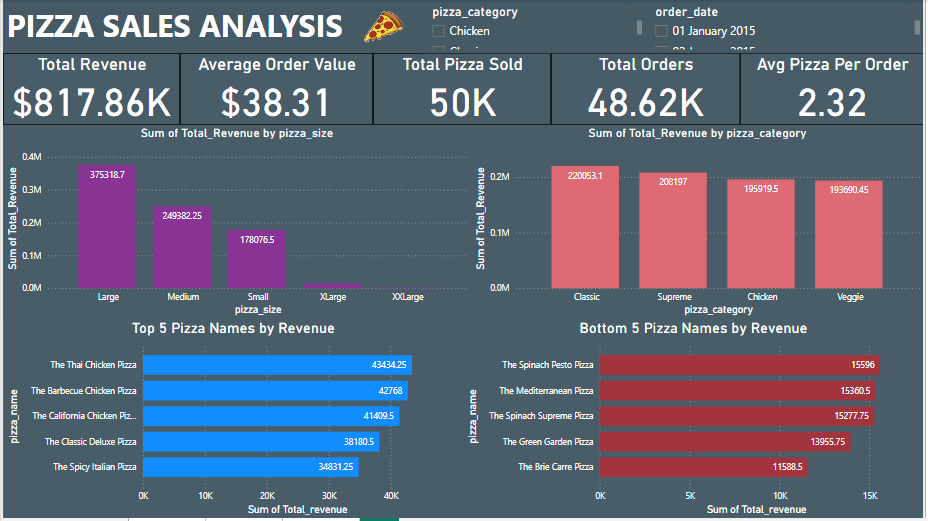 PIZZA SALES ANALYSIS
pizza_category
Chicken
order_date
01 January 2015
Total Revenue
$817.86K
Average Order Value
$38.31
Total Pizza Sold
50K
Total Orders
48.62K
Avg Pizza Per Order
2.32
Sum of Total_Revenue by pizza_size
Sum of Total_Revenue
0.4M
0.3M
0.2M
0.1M
0.0M
375318.7
249382.25
178076.5
Large
Medium
Small
XLarge
XXLarge
pizza_size
Sum of Total_Revenue by pizza_category
Sum of Total_Revenue
0.2M
0.1M
0.0M
220053.1
208197
195919.5
193690.45
Classic
Supreme
Chicken
Veggie
pizza_category
Top 5 Pizza Names by Revenue
pizza_name
The Thai Chicken Pizza 43434.25
The Barbecue Chicken Pizza 42768
The California Chicken Piz... 41409.5
The Classic Deluxe Pizza 38180.5
The Spicy Italian Pizza 34831.25
0K 10K 20K 30K 40K
Sum of Total_revenue
Bottom 5 Pizza Names by Revenue
pizza_name
The Spinach Pesto Pizza 15596
The Mediterranean Pizza 15360.5
The Spinach Supreme Pizza 15277.75
The Green Garden Pizza 13955.75
The Brie Carre Pizza 11588.5
0K 5K 10K 15K
Sum of Total_revenue